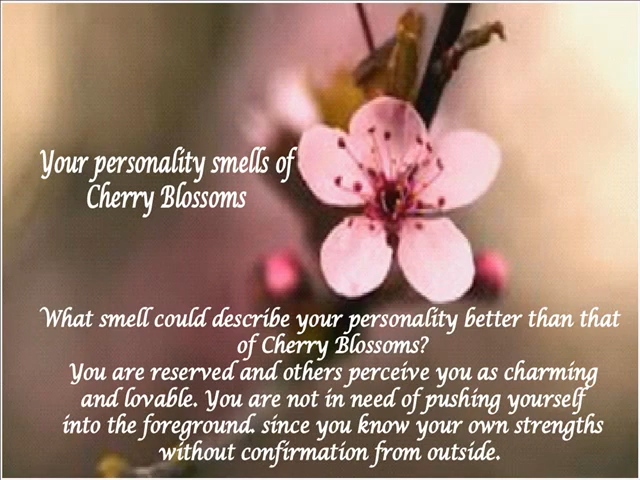 Your personality smells of
Cherry Blossoms
What smell could describe your personality better than that
of Cherry Blossoms?
You are reserved and others perceive you as charming
and lovable. You are not in need of pushing yourself
into the foreground. since you know your own strengths
without confirmation from outside.